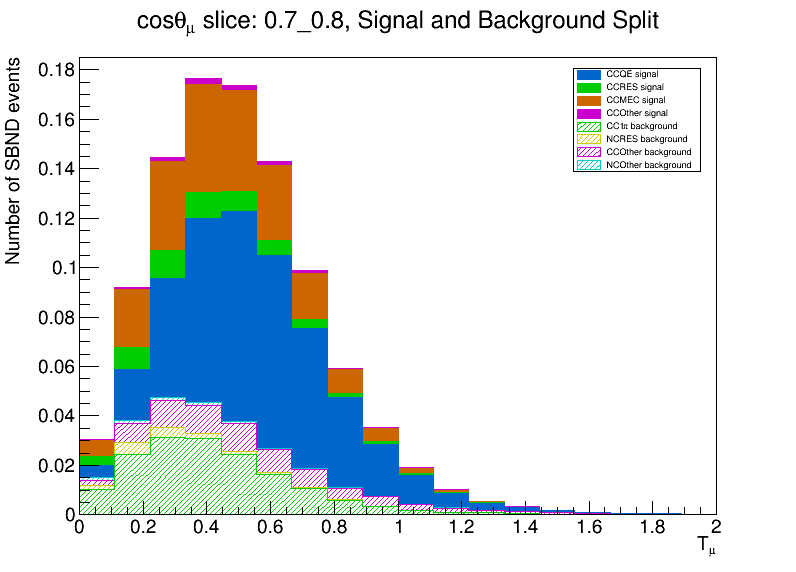 cosθμ slice: 0.7_0.8, Signal and Background Split
Number of SBND events
0.18
0.16
0.14
0.12
0.1
0.08
0.06
0.04
0.02
0
CCQE signal
CCRES signal
CCMEC signal
CCOther signal
CC1π background
NCRES background
CCOther background
NCOther background
0 0.2 0.4 0.6 0.8 1 1.2 1.4 1.6 1.8 2
Tμ